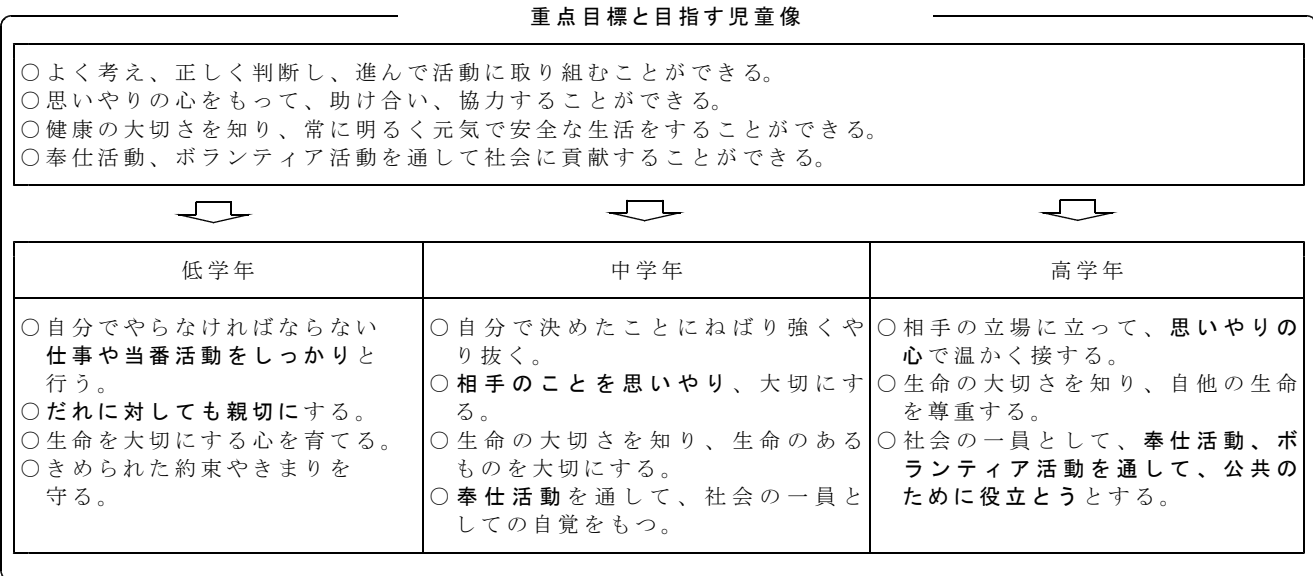 重点目標と目指す児童像
○よく考え、正しく判断し、進んで活動に取り組むことができる。
○思いやりの心をもって、助け合い、協力することができる。
○健康の大切さを知り、常に明るく元気で安全な生活をすることができる。
○奉仕活動、ボランティア活動を通して社会に貢献することができる。
低学年
○自分でやらなければならない
仕事や当番活動をしっかりと
行う。
○だれに対しても親切にする。
○生命を大切にする心を育てる。
○きめられた約束やきまりを
守る。
中学年
○自分で決めたことにねばり強くや
り抜く。
○相手のことを思いやり、大切にす
る。
○生命の大切さを知り、生命のある
ものを大切にする。
○奉仕活動を通して、社会の一員と
しての自覚をもつ。
高学年
○相手の立場に立って、思いやりの
心で温かく接する。
○生命の大切さを知り、自他の生命
を尊重する。
○社会の一員として、奉仕活動、ボ
ランティア活動を通して、公共の
ために役立とうとする。